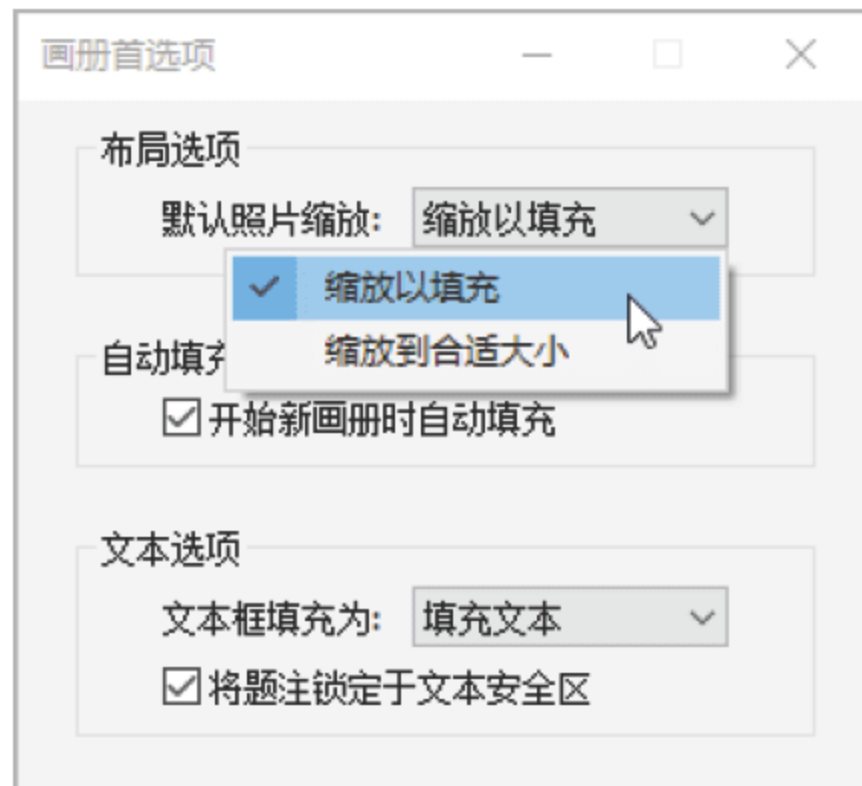 画册首选项
布局选项
默认照片缩放: 缩放以填充
缩放以填充
缩放到合适大小
自动填充
开始新画册时自动填充
文本选项
文本框填充为: 填充文本
将题注锁定于文本安全区